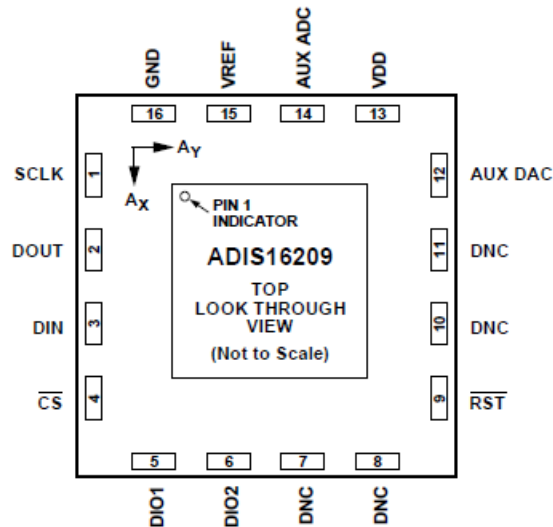 GND
VREF
AUX ADC
VDD
16
15
14
13
SCLK
1
AY
AX
12
AUX DAC
PIN 1
INDICATOR
DOUT
2
ADIS16209
11
DNC
TOP
LOOK THROUGH
VIEW
DIN
3
10
DNC
(Not to Scale)
CS
4
9
RST
5
6
7
8
DIO1
DIO2
DNC
DNC